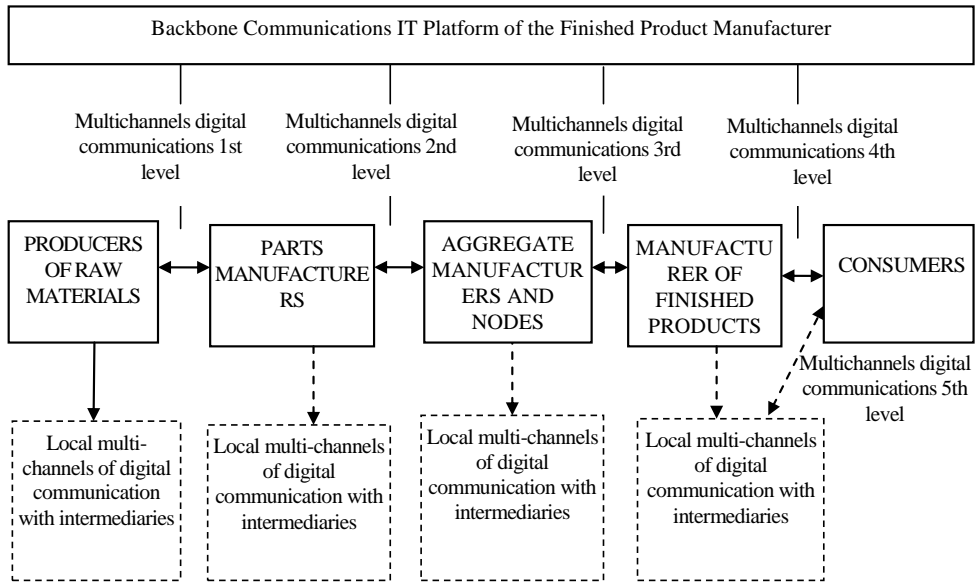 Backbone Communications IT Platform of the Finished Product Manufacturer
Multichannels digital
communications 1st
level
Multichannels digital
communications 2nd
level
Multichannels digital
communications 3rd
level
Multichannels digital
communications 4th
level
PRODUCERS
OF RAW
MATERIALS
PARTS
MANUFACTURE
RS
AGGREGATE
MANUFACTUR
ERS AND
NODES
MANUFACTU
RER OF
FINISHED
PRODUCTS
CONSUMERS
Multichannels digital
communications 5th
level
Local multi-
channels of digital
communication
with intermediaries
Local multi-channels
of digital
communication with
intermediaries
Local multi-channels
of digital
communication with
intermediaries
Local multi-channels
of digital
communication with
intermediaries